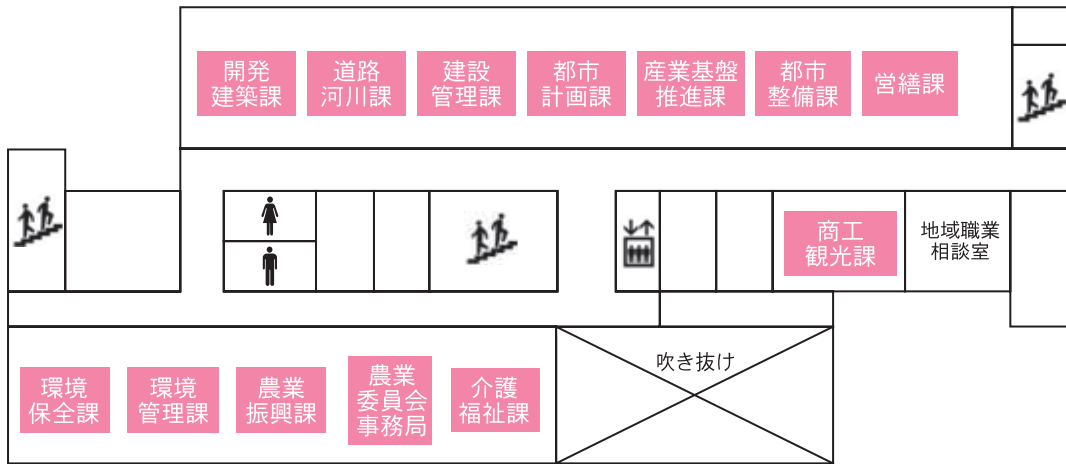 開発
建築課
道路
河川課
建設
管理課
都市
計画課
産業基盤
推進課
都市
整備課
営繕課
商工
観光課
地域職業
相談室
吹き抜け
環境
保全課
環境
管理課
農業
振興課
農業
委員会
事務局
介護
福祉課